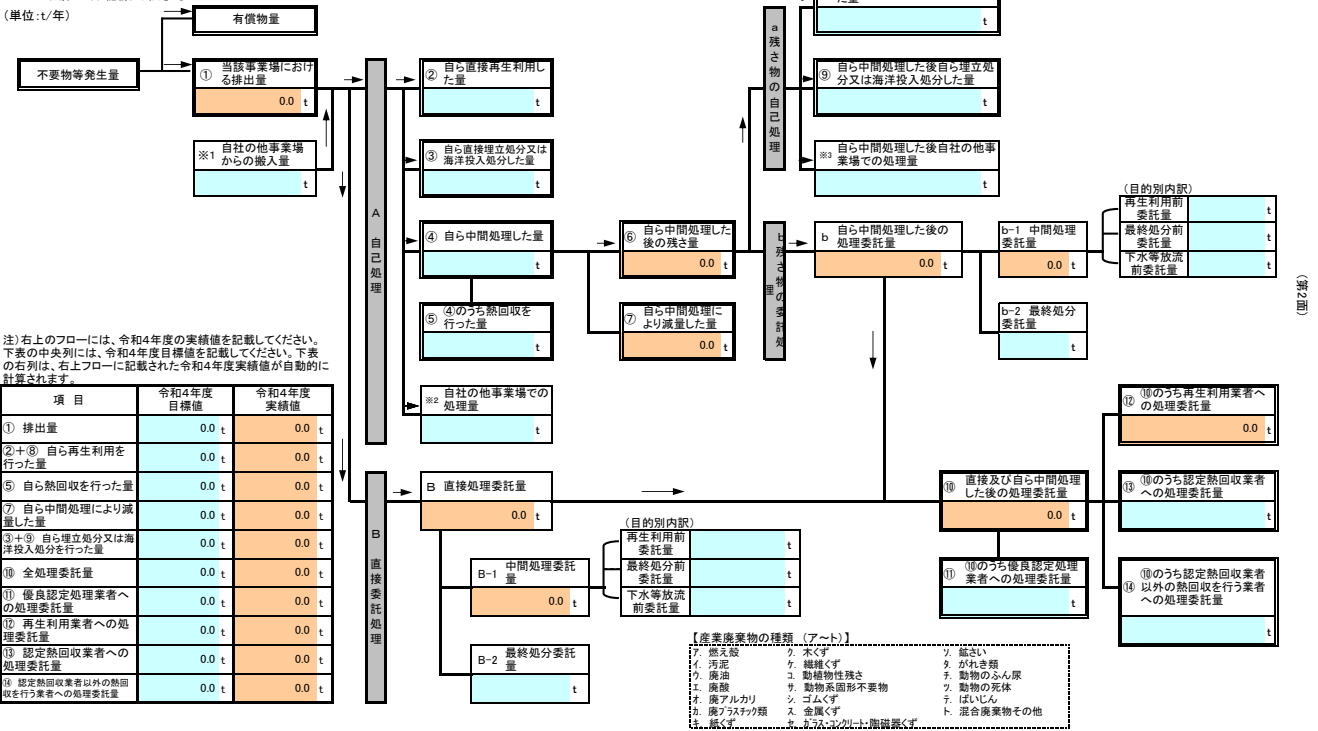 (単位:t/年)
有償物量
不要物等発生量
① 当該事業場におけ
る排出量
0.0 t
※1 自社の他事業場
からの搬入量
t
A 自己処理
② 自ら直接再生利用し
た量
t
③ 自ら直接埋立処分又は
海洋投入処分した量
t
④ 自ら中間処理した量
t
⑤ ④のうち熱回収を
行った量
t
※2 自社の他事業場での
処理量
t
⑥ 自ら中間処理した
後の残さ量
0.0 t
⑦ 自ら中間処理に
より減量した量
0.0 t
a 残さ物の自己処理
た量
t
⑨ 自ら中間処理した後自ら埋立処
分又は海洋投入処分した量
t
※3 自ら中間処理した後自社の他事
業場での処理量
t
b 残さ物の委託処理
b 自ら中間処理した後の
処理委託量
0.0 t
b-1 中間処理
委託量
0.0 t
b-2 最終処分
委託量
t
(目的別内訳)
再生利用前
委託量 t
最終処分前
委託量 t
下水等放流
前委託量 t
(第2面)
注)右上のフローには、令和4年度の実績値を記載してください。
下表の中央列には、令和4年度目標値を記載してください。下表
の右列は、右上フローに記載された令和4年度実績値が自動的に
計算されます。
項 目 令和4年度
目標値 令和4年度
実績値
① 排出量 0.0 t 0.0 t
②+⑧ 自ら再生利用を
行った量 0.0 t 0.0 t
⑤ 自ら熱回収を行った量 0.0 t 0.0 t
⑦ 自ら中間処理により減
量した量 0.0 t 0.0 t
③+⑨ 自ら埋立処分又は海
洋投入処分を行った量 0.0 t 0.0 t
⑩ 全処理委託量 0.0 t 0.0 t
⑪ 優良認定処理業者へ
の処理委託量 0.0 t 0.0 t
⑫ 再生利用業者への処
理委託量 0.0 t 0.0 t
⑬ 認定熱回収業者への
処理委託量 0.0 t 0.0 t
⑭ 認定熱回収業者以外の熱回
収を行う業者への処理委託量 0.0 t 0.0 t
B 直接委託処理
B 直接処理委託量
0.0 t
B-1 中間処理委託
量
0.0 t
B-2 最終処分委託
量
t
(目的別内訳)
再生利用前
委託量 t
最終処分前
委託量 t
下水等放流
前委託量 t
⑩ 直接及び自ら中間処理
した後の処理委託量
0.0 t
⑪ ⑩のうち優良認定処理
業者への処理委託量
t
⑫ ⑩のうち再生利用業者へ
の処理委託量
0.0 t
⑬ ⑩のうち認定熱回収業者
への処理委託量
t
⑭ ⑩のうち認定熱回収業者
以外の熱回収を行う業者
への処理委託量
t
【産業廃棄物の種類 (ア~ト)】
ア. 燃え殻 ク. 木くず ソ. 鉱さい
イ. 汚泥 ケ. 繊維くず タ. がれき類
ウ. 廃油 コ. 動植物性残さ チ. 動物のふん尿
エ. 廃酸 サ. 動物系固形不要物 ツ. 動物の死体
オ. 廃アルカリ シ. ゴムくず テ. ばいじん
カ. 廃プラスチック類 ス. 金属くず ト. 混合廃棄物その他
キ. 紙くず セ. ガラス・コンクリート・陶磁器くず